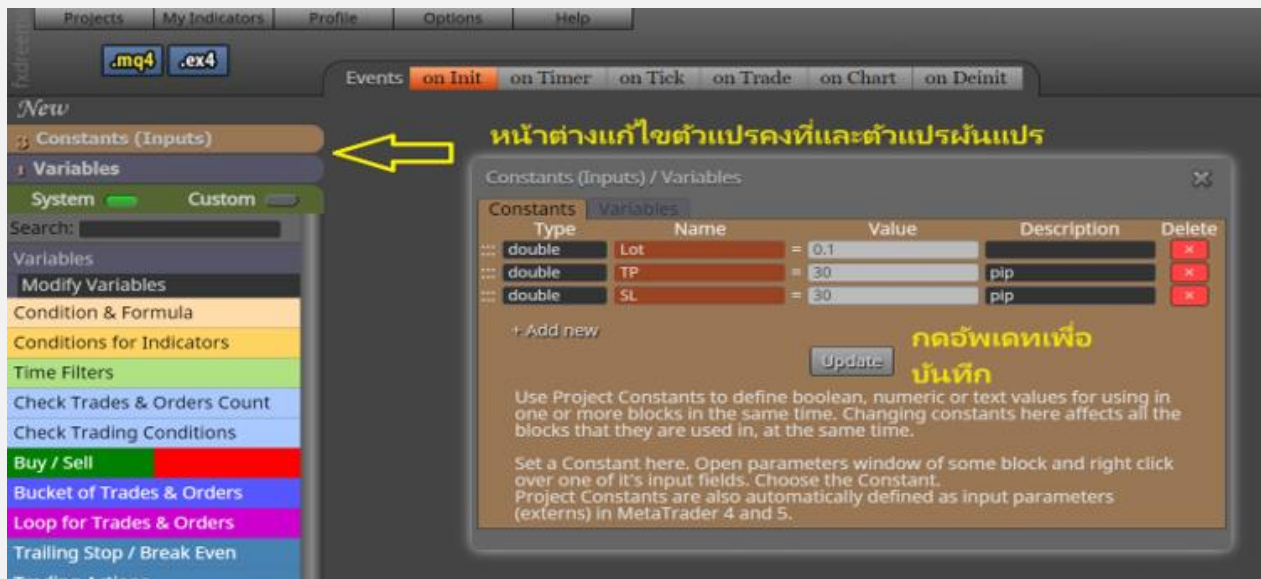 Projects My Indicators Profile Options Help
.mq4 .ex4
Events on Init on Timer on Tick on Trade on Chart on Deinit
New
3 Constants (Inputs)
1 Variables
System Custom
Search:
Variables
Modify Variables
Condition & Formula
Conditions for Indicators
Time Filters
Check Trades & Orders Count
Check Trading Conditions
Buy / Sell
Bucket of Trades & Orders
Loop for Trades & Orders
Trailing Stop / Break Even
หน้าต่างแก้ไขตัวแปรคงที่และตัวแปรผันแปร
Constants (Inputs) / Variables
Constants Variables
Type Name Value Description Delete
double Lot = 0.1 ×
double TP = 30 pip ×
double SL = 30 pip ×
+ Add new
Update
กดอัพเดทเพื่อ
บันทึก
Use Project Constants to define boolean, numeric or text values for using in
one or more blocks in the same time. Changing constants here affects all the
blocks that they are used in, at the same time.
Set a Constant here. Open parameters window of some block and right click
over one of it's input fields. Choose the Constant.
Project Constants are also automatically defined as input parameters
(externs) in MetaTrader 4 and 5.